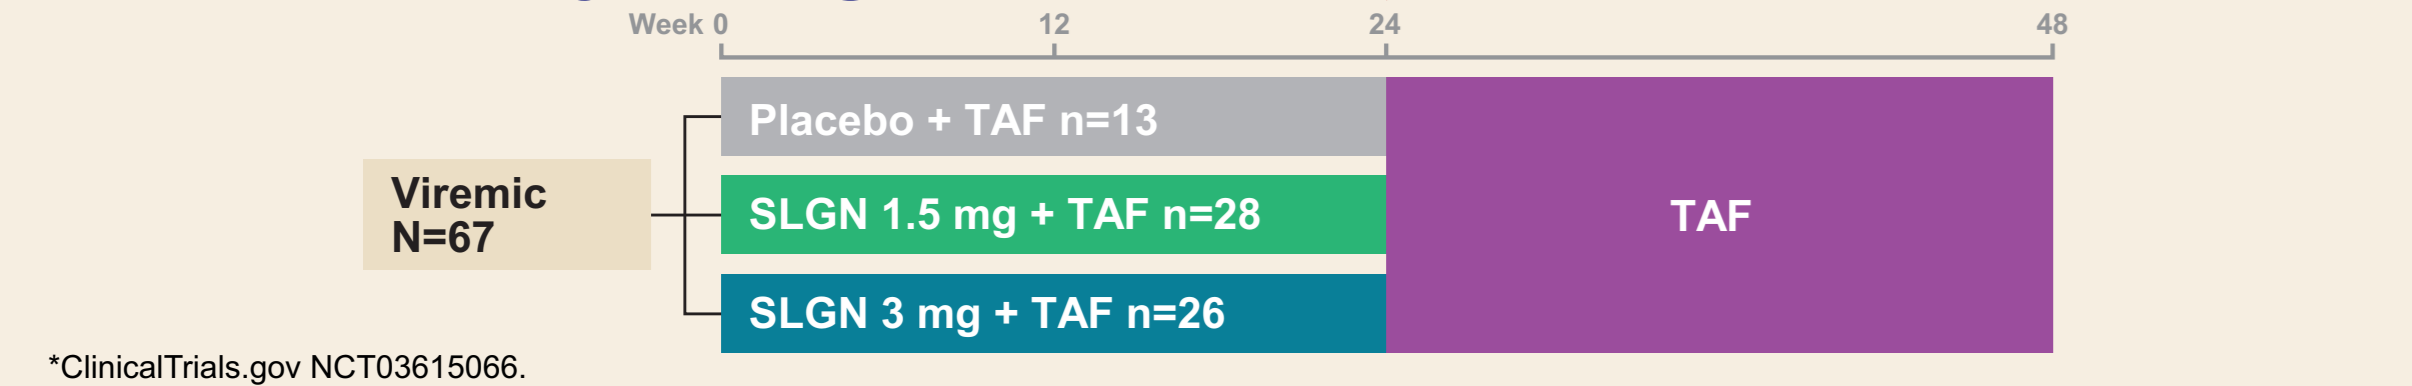 Week 0 12 24 48
Placebo + TAF n=13
Viremic
N=67
SLGN 1.5 mg + TAF n=28
TAF
SLGN 3 mg + TAF n=26
*ClinicalTrials.gov NCT03615066.